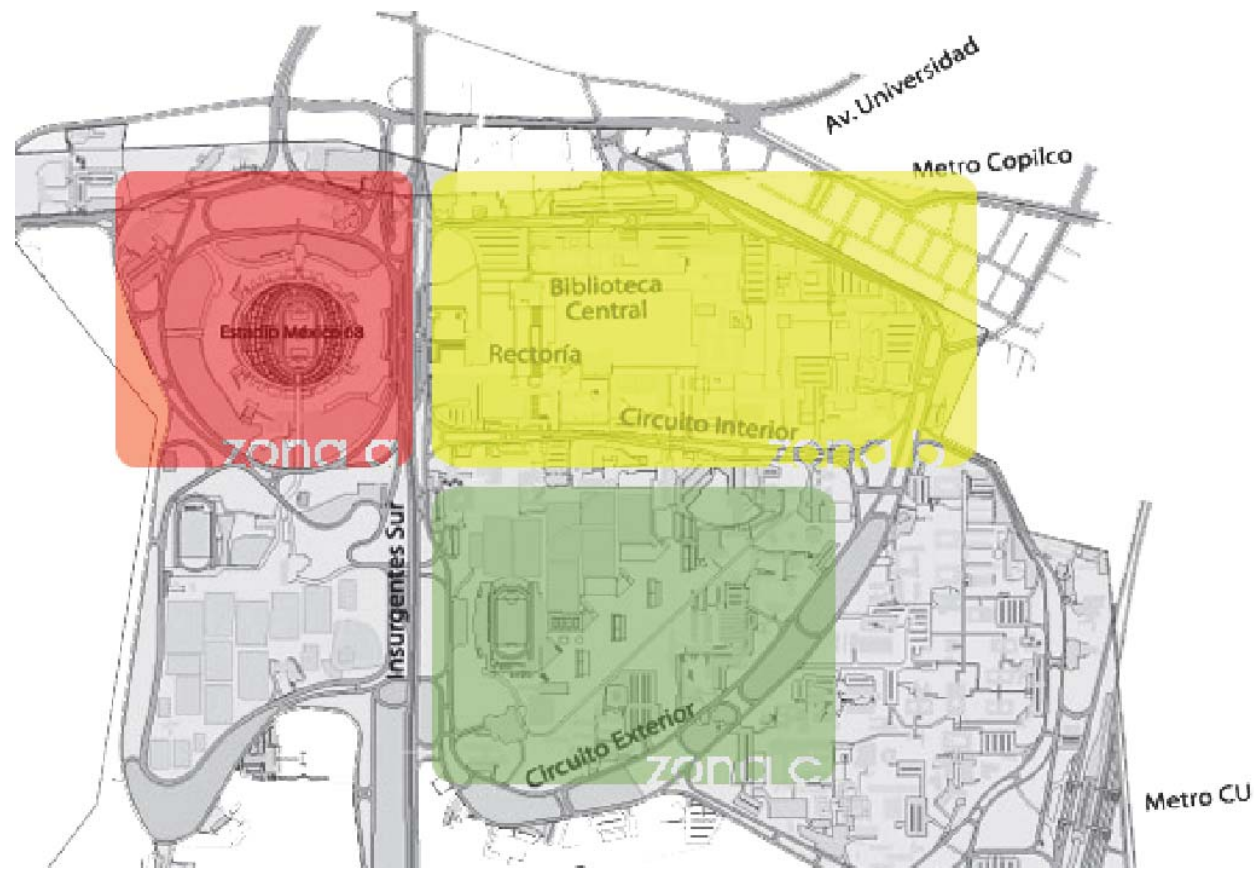 Av. Universidad
Metro Copilco
Biblioteca
Central
Estadio México 68
Rectoría
Circuito Interior
zona a
zona b
Insurgentes Sur
Circuito Exterior
zona c
Metro CU